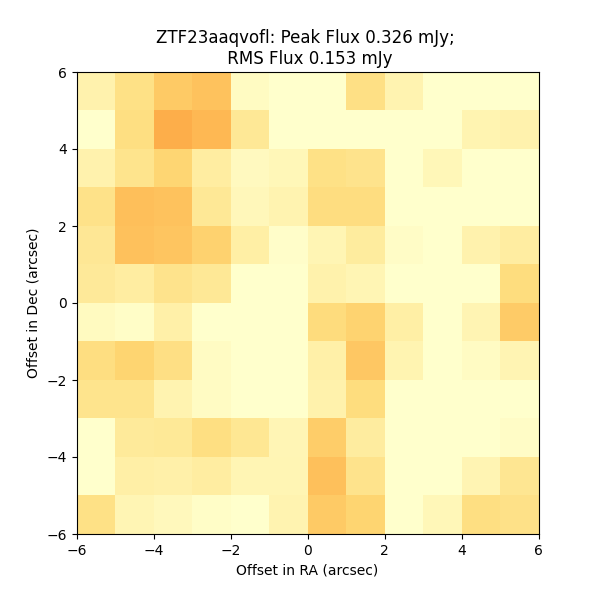 ZTF23aaqvofl: Peak Flux 0.326 mJy;
RMS Flux 0.153 mJy
6
4
2
0
−2
−4
−6
Offset in Dec (arcsec)
−6 −4 −2 0 2 4 6
Offset in RA (arcsec)